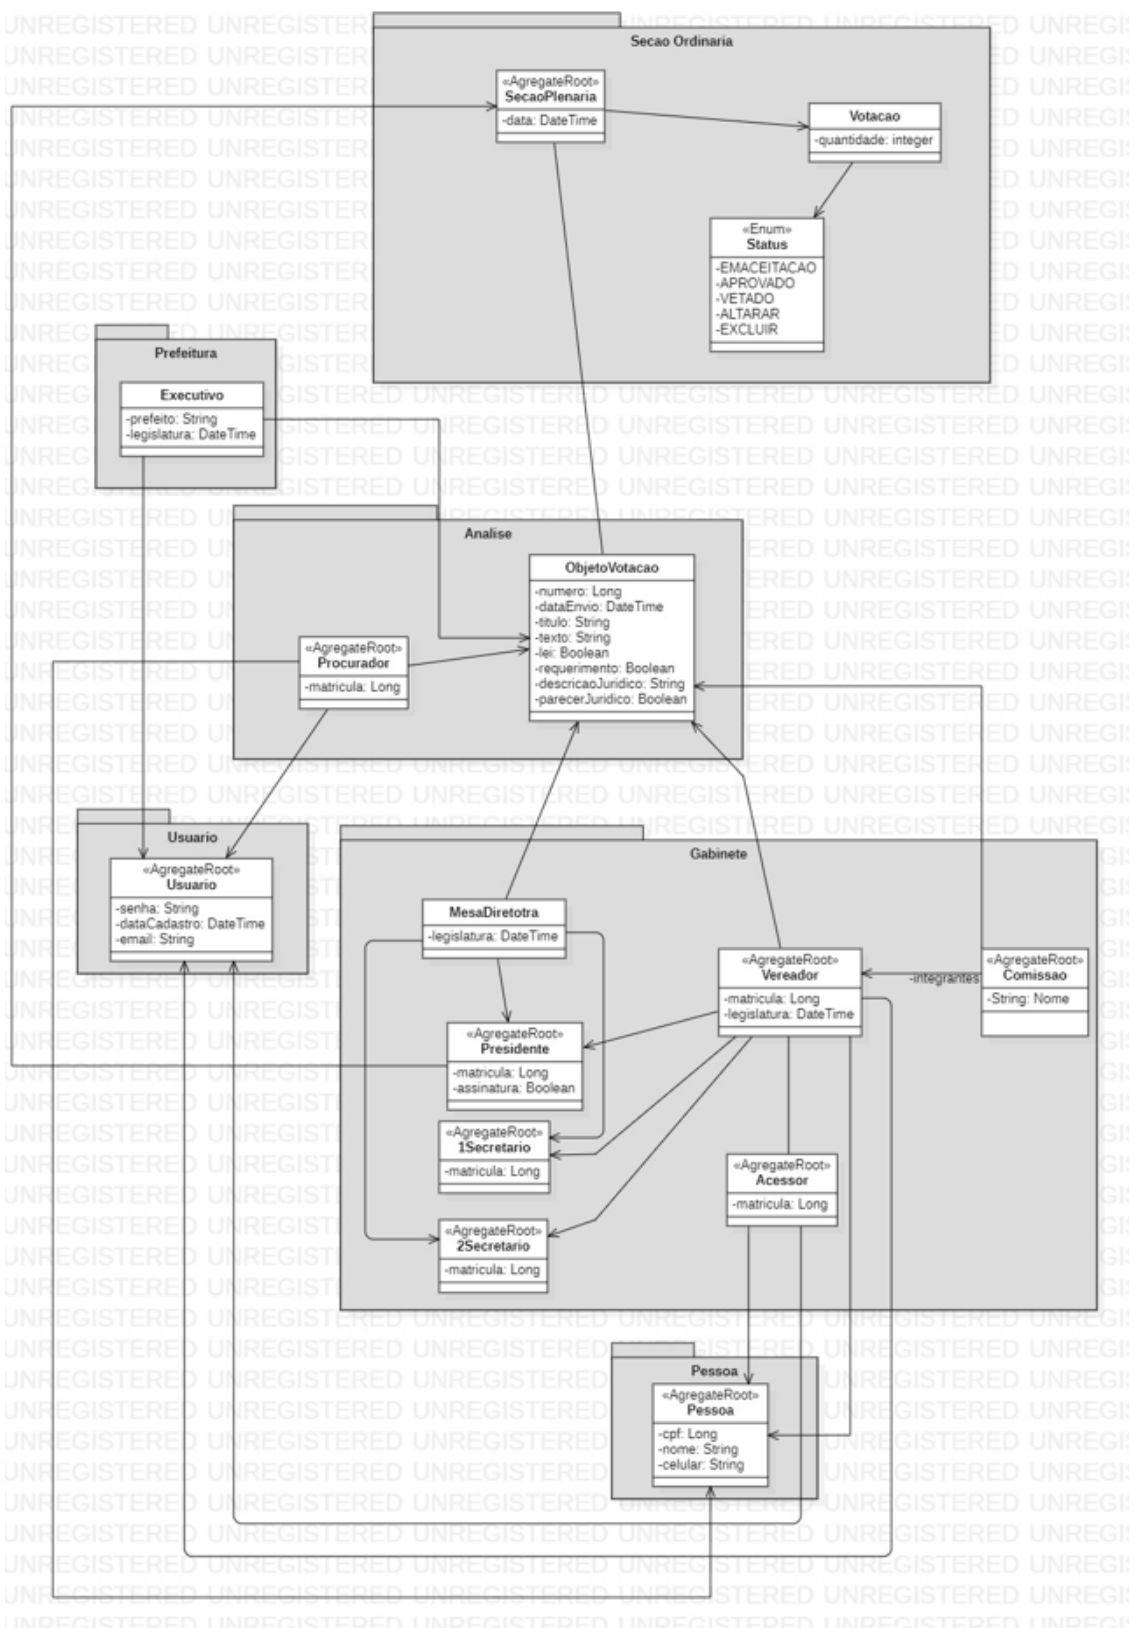 Secao Ordinaria
«AgregateRoot»
SecaoPlenaria
-data: DateTime
Votacao
-quantidade: integer
«Enum»
Status
-EMACEITACAO
-APROVADO
-VETADO
-ALTARAR
-EXCLUIR
Prefeitura
Executivo
-prefeito: String
-legislatura: DateTime
Analise
ObjetoVotacao
-numero: Long
-dataEnvio: DateTime
-titulo: String
-texto: String
-lei: Boolean
-requerimento: Boolean
-descricaoJuridico: String
-parecerJuridico: Boolean
«AgregateRoot»
Procurador
-matricula: Long
Usuario
«AgregateRoot»
Usuario
-senha: String
-dataCadastro: DateTime
-email: String
Gabinete
MesaDiretotra
-legislatura: DateTime
«AgregateRoot»
Vereador
-matricula: Long
-legislatura: DateTime
-integrantes
«AgregateRoot»
Comissao
-String: Nome
«AgregateRoot»
Presidente
-matricula: Long
-assinatura: Boolean
«AgregateRoot»
1Secretario
-matricula: Long
«AgregateRoot»
Acessor
-matricula: Long
«AgregateRoot»
2Secretario
-matricula: Long
Pessoa
«AgregateRoot»
Pessoa
-cpf: Long
-nome: String
-celular: String
UNREGISTERED